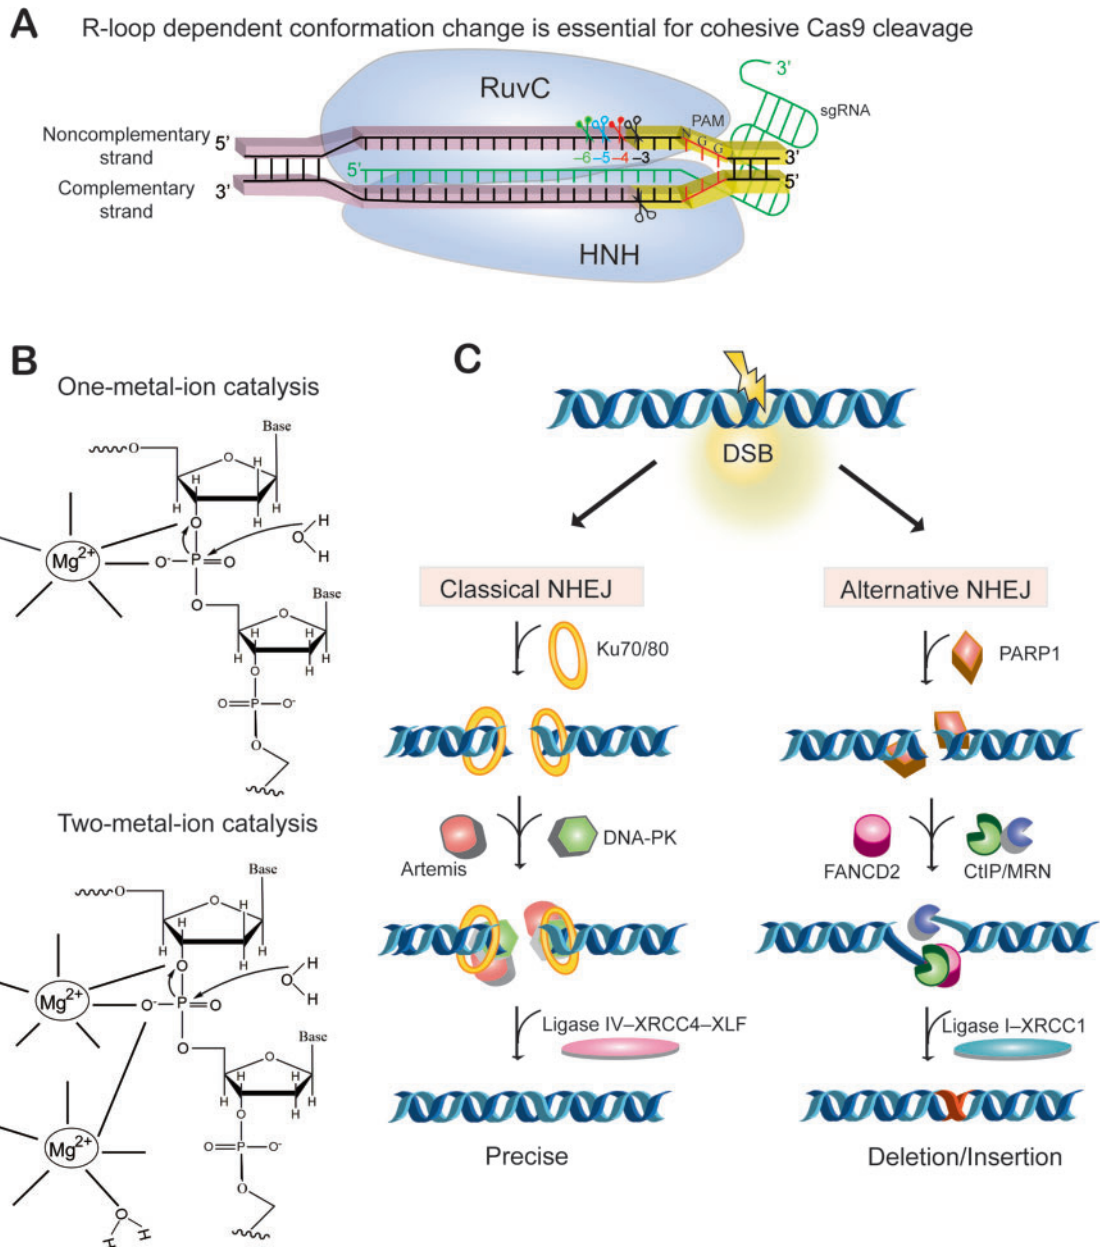 A
R-loop dependent conformation change is essential for cohesive Cas9 cleavage
RuvC
3'
sgRNA
PAM
Noncomplementary
strand
5'
N G G
–6 –5 –4 –3
3'
5'
Complementary
strand
3'
5'
HNH
B
One-metal-ion catalysis
Base
O
O
H
H
H
H
H
O
H
O
H
Mg2+
O-
P
O
O
Base
O
H
H
H
H
H
O
O
P
O-
O
Two-metal-ion catalysis
Base
O
O
H
H
H
H
H
O
H
O
H
Mg2+
O-
P
O
O
Base
O
H
H
H
H
H
O
Mg2+
O
P
O-
O
O
H
H
C
DSB
Classical NHEJ
Ku70/80
Artemis
DNA-PK
Ligase IV–XRCC4–XLF
Precise
Alternative NHEJ
PARP1
FANCD2
CtIP/MRN
Ligase I–XRCC1
Deletion/Insertion